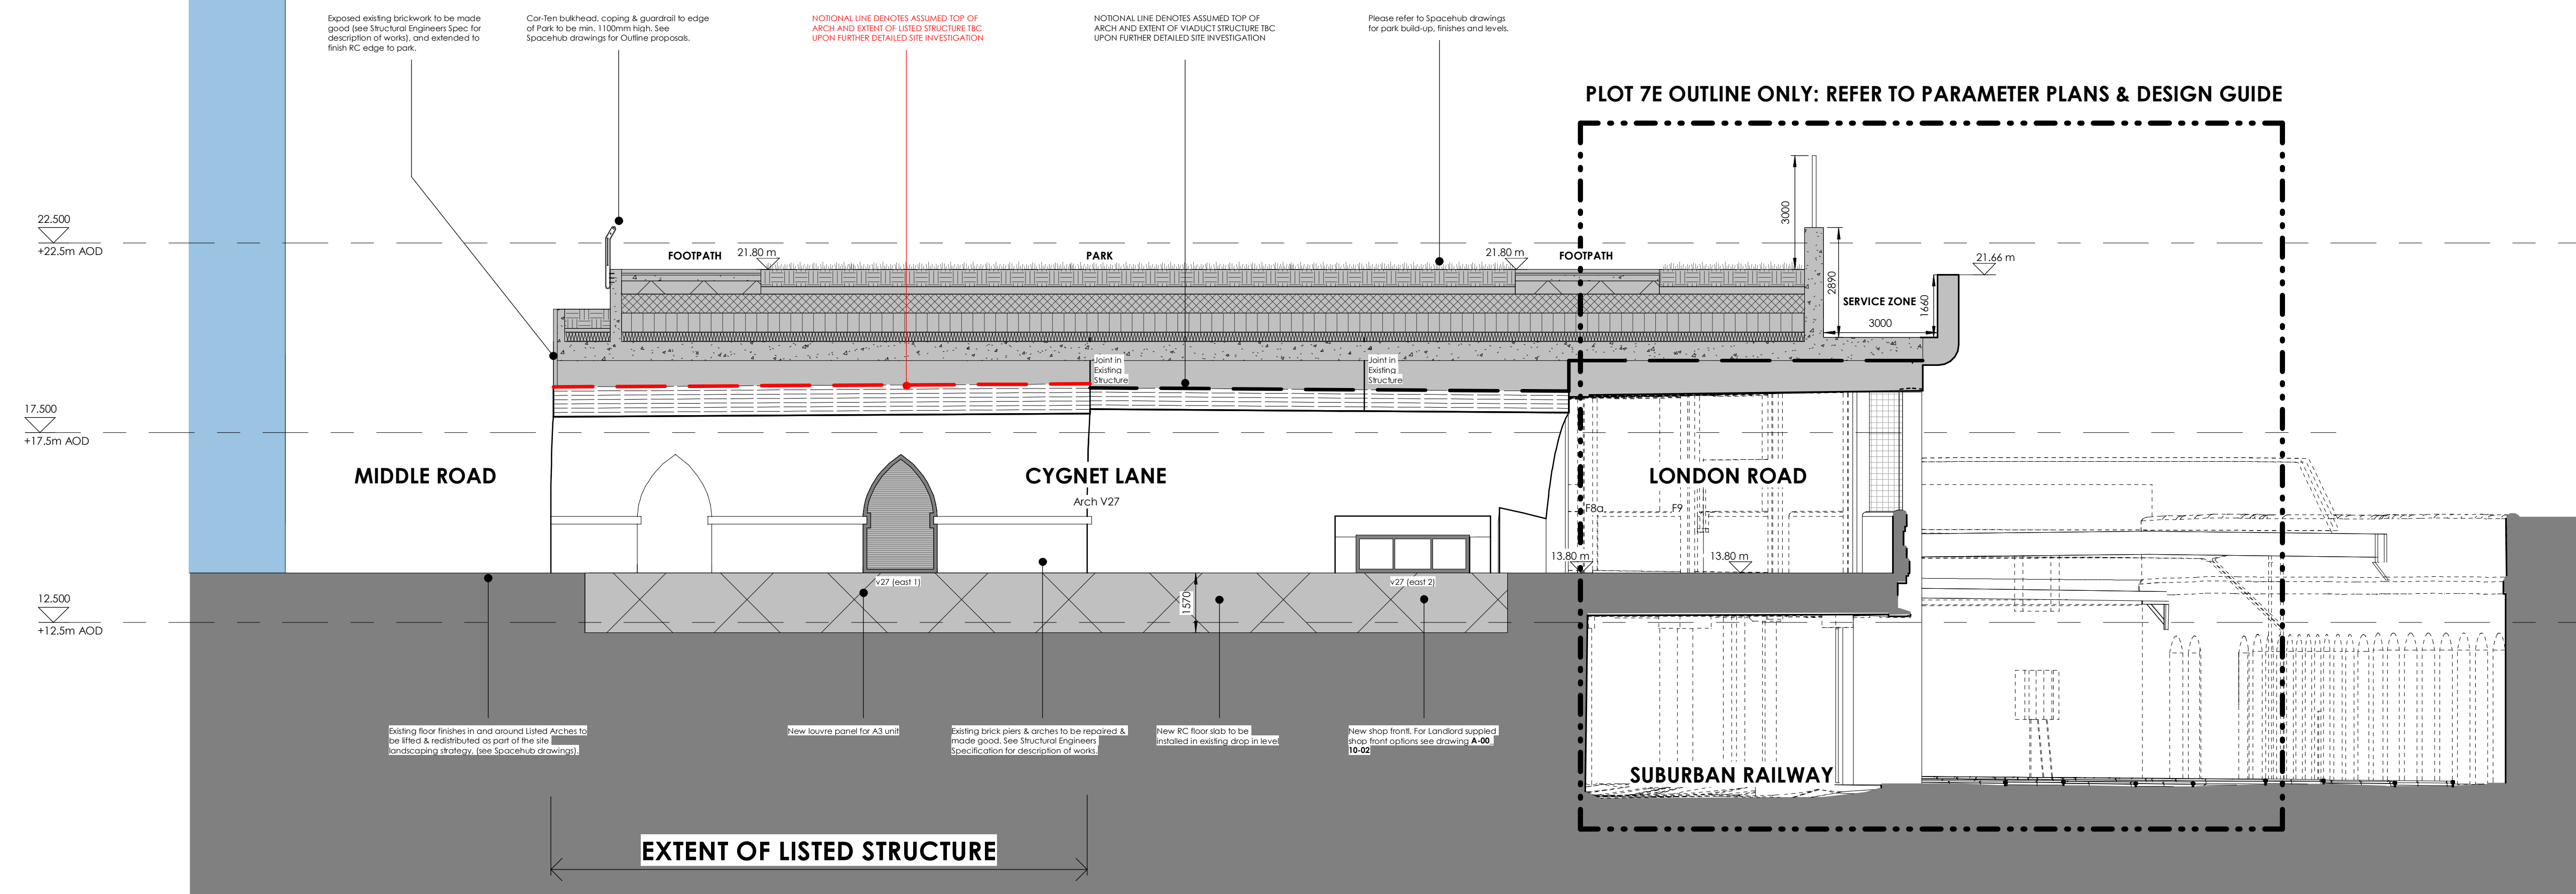 Exposed existing brickwork to be made
good (see Structural Engineers Spec for
description of works), and extended to
finish RC edge to park.
Cor-Ten bulkhead, coping & guardrail to edge
of Park to be min. 1100mm high. See
Spacehub drawings for Outline proposals.
NOTIONAL LINE DENOTES ASSUMED TOP OF
ARCH AND EXTENT OF LISTED STRUCTURE TBC
UPON FURTHER DETAILED SITE INVESTIGATION
NOTIONAL LINE DENOTES ASSUMED TOP OF
ARCH AND EXTENT OF VIADUCT STRUCTURE TBC
UPON FURTHER DETAILED SITE INVESTIGATION
Please refer to Spacehub drawings
for park build-up, finishes and levels.
PLOT 7E OUTLINE ONLY: REFER TO PARAMETER PLANS & DESIGN GUIDE
22.500
+22.5m AOD
FOOTPATH
21.80 m
PARK
21.80 m
FOOTPATH
3000
2890
SERVICE ZONE
3000
1660
21.66 m
Joint in
Existing
Structure
Joint in
Existing
Structure
17.500
+17.5m AOD
MIDDLE ROAD
CYGNET LANE
Arch V27
LONDON ROAD
F8a
F9
13.80 m
13.80 m
v27 (east 1)
v27 (east 2)
1570
12.500
+12.5m AOD
Existing floor finishes in and around Listed Arches to
be lifted & redistributed as part of the site
landscaping strategy, (see Spacehub drawings).
New louvre panel for A3 unit
Existing brick piers & arches to be repaired &
made good. See Structural Engineers
Specification for description of works.
New RC floor slab to be
installed in existing drop in level
New shop frontl. For Landlord suppled
shop front options see drawing A-00_
10-02
SUBURBAN RAILWAY
EXTENT OF LISTED STRUCTURE